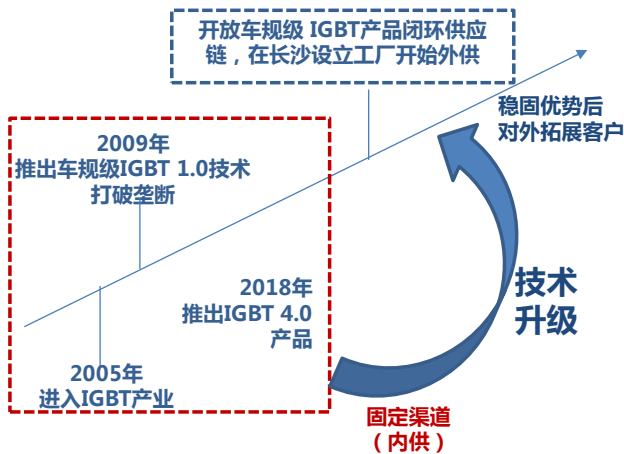 开放车规级 IGBT产品闭环供应
链，在长沙设立工厂开始外供
稳固优势后
对外拓展客户
2009年
推出车规级IGBT 1.0技术
打破垄断
2018年
推出IGBT 4.0
产品
技术
升级
2005年
进入IGBT产业
固定渠道
（内供）